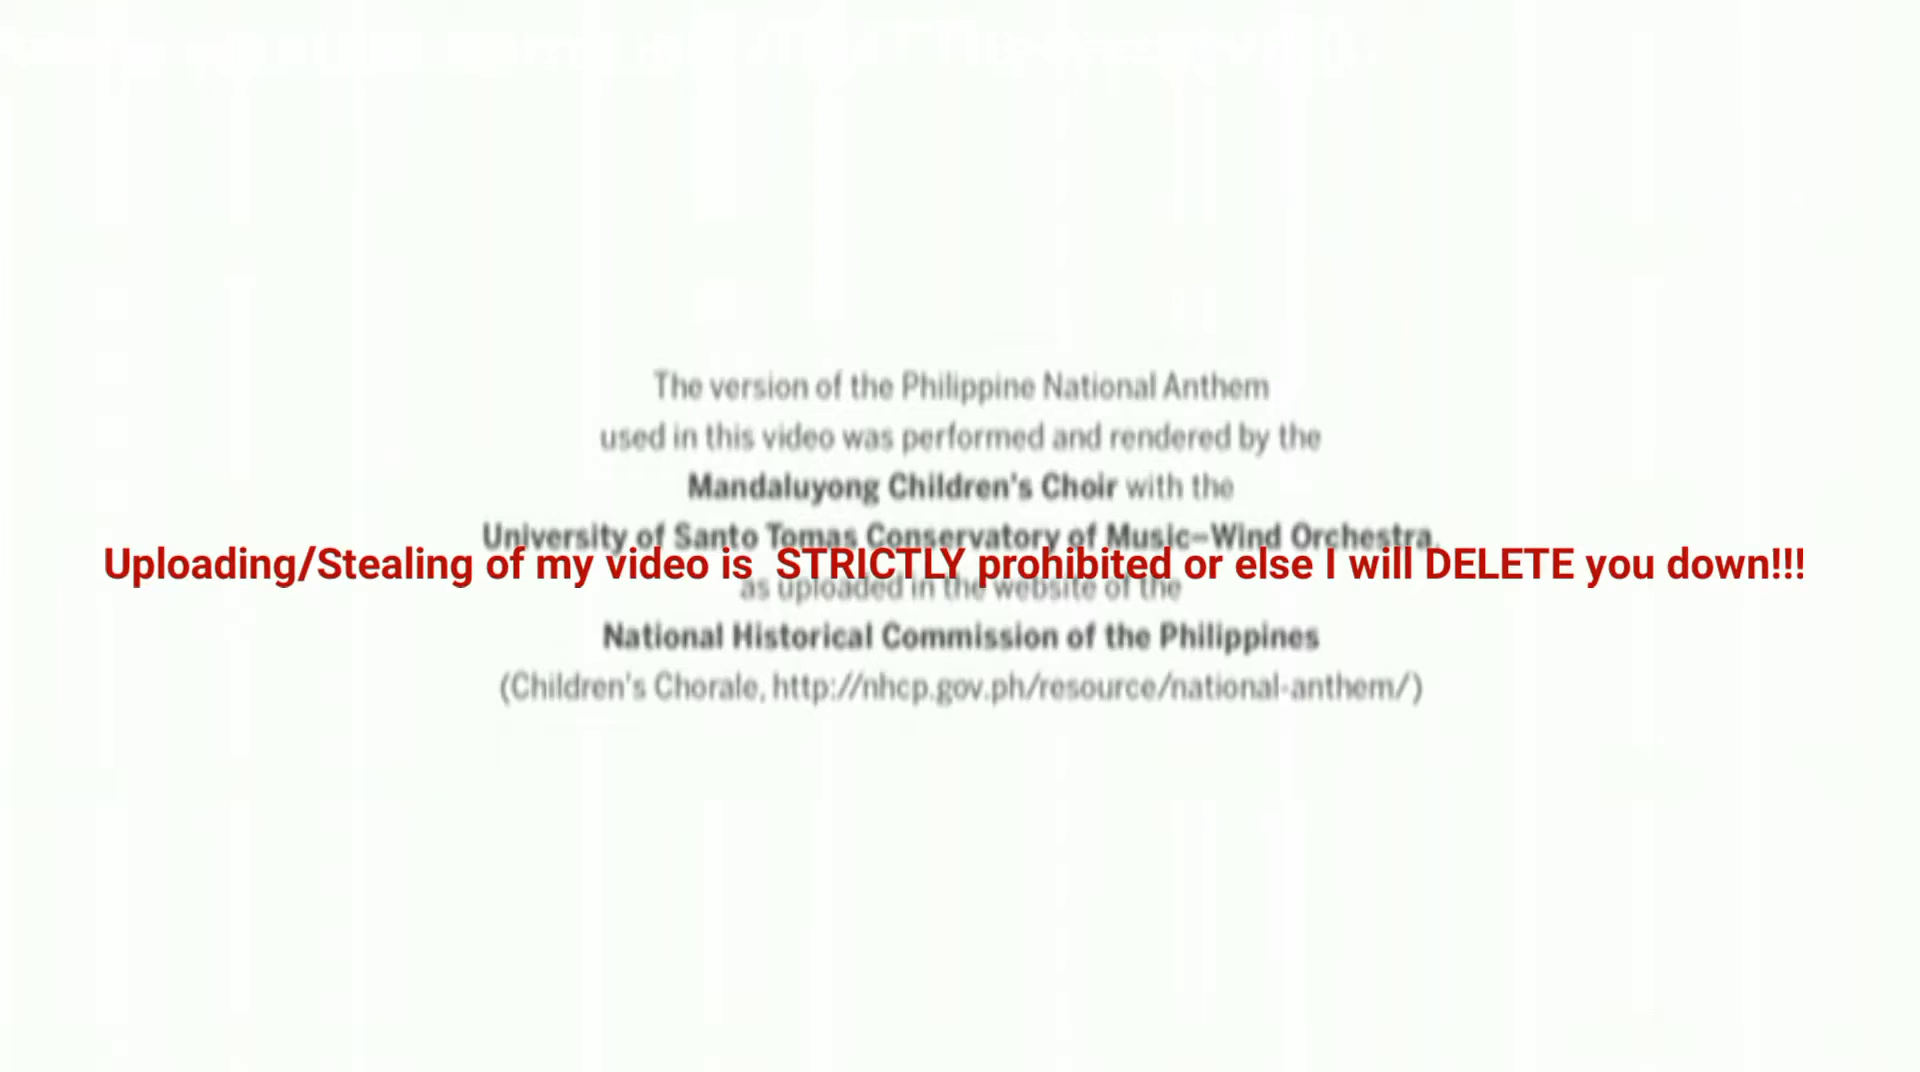 The version of the Philippine National Anthem
used in this video was performed and rendered by the
Mandaluyong Children's Choir with the
University of Santo Tomas Conservatory of Music–Wind Orchestra,
Uploading/Stealing of my video is  STRICTLY prohibited or else I will DELETE you down!!!
as uploaded in the website of the
National Historical Commission of the Philippines
(Children's Chorale, http://nhcp.gov.ph/resource/national-anthem/)